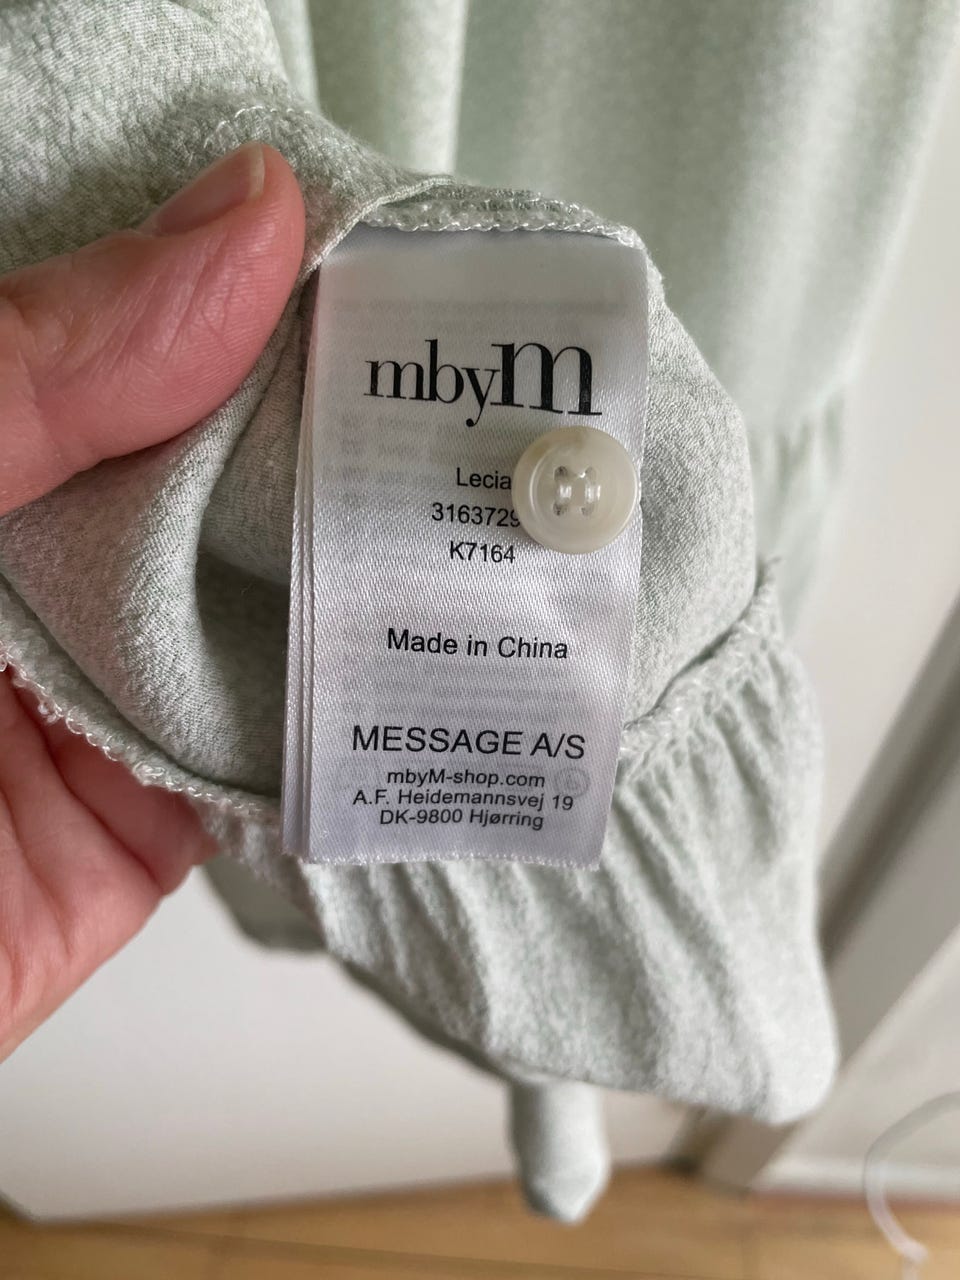 mbyM
Lecia
3163729
K7164
Made in China
MESSAGE A/S
mbyM-shop.com
A.F. Heidemannsvej 19
DK-9800 Hjørring